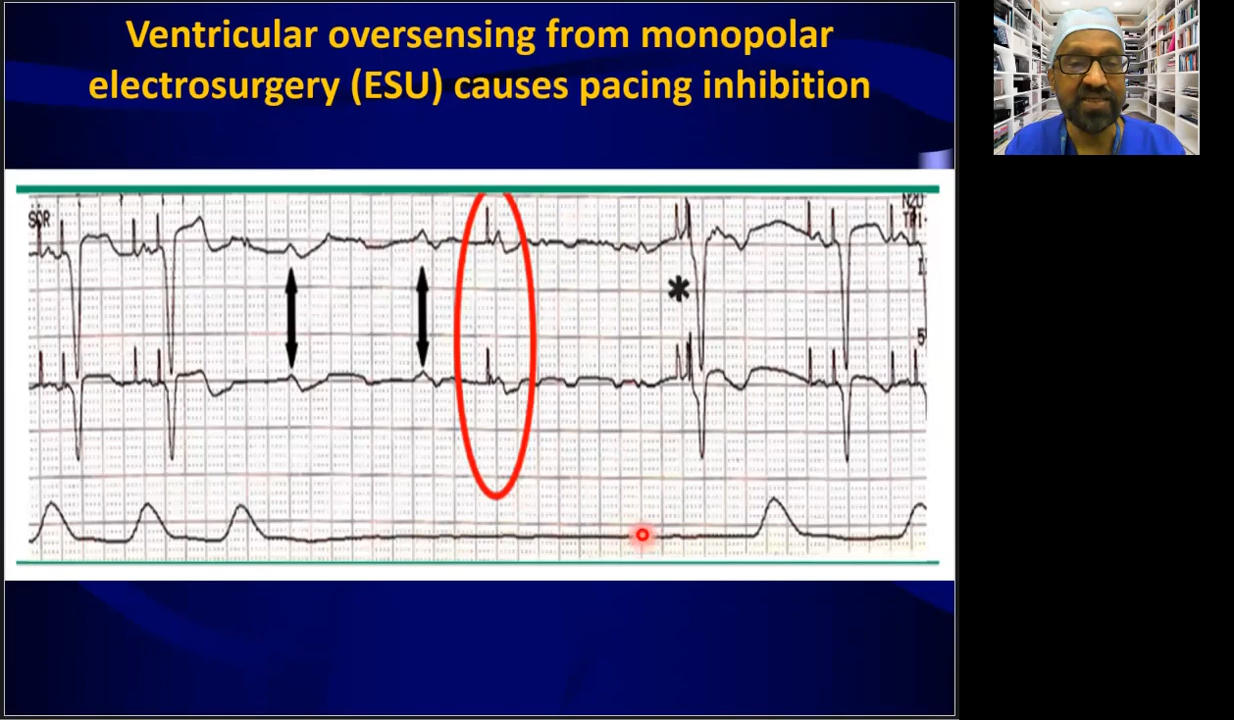 Ventricular oversensing from monopolar
electrosurgery (ESU) causes pacing inhibition
*